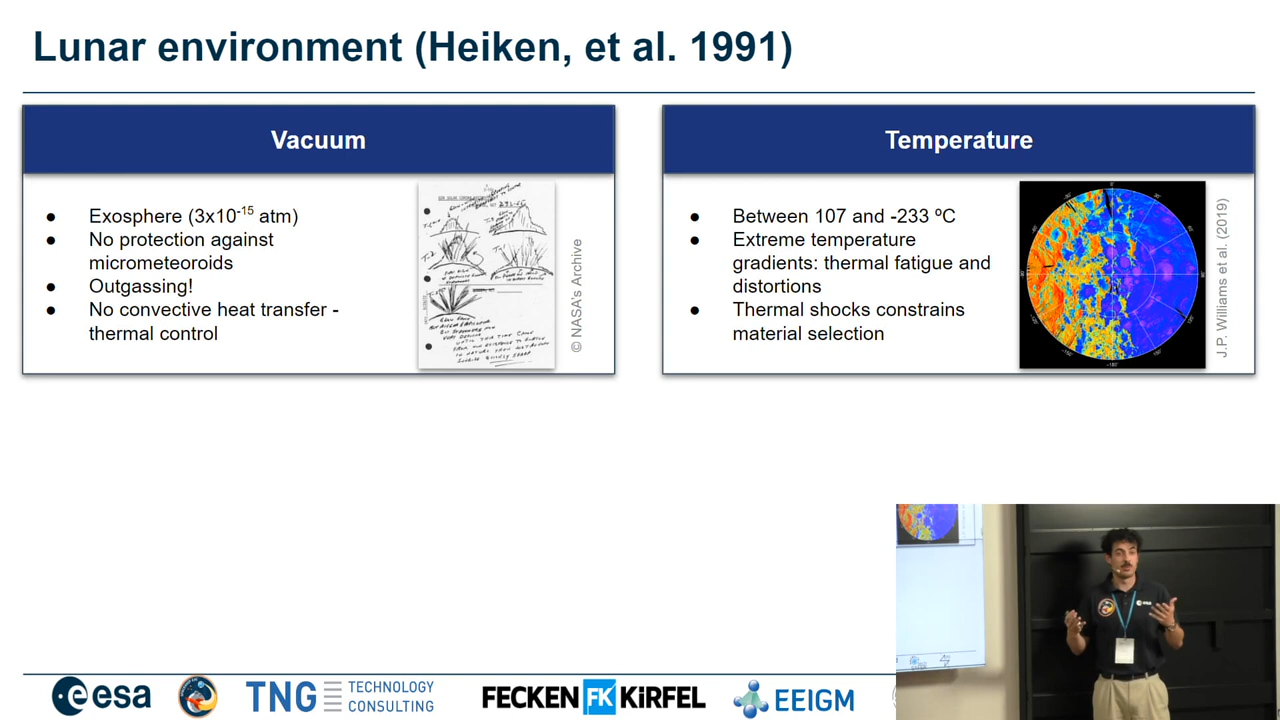 Lunar environment (Heiken, et al. 1991)
Vacuum
● Exosphere (3x10⁻¹⁵ atm)
● No protection against
micrometeoroids
● Outgassing!
● No convective heat transfer -
thermal control
© NASA's Archive
Temperature
● Between 107 and -233 ºC
● Extreme temperature
gradients: thermal fatigue and
distortions
● Thermal shocks constrains
material selection
J.P. Williams et al. (2019)
esa
TNG TECHNOLOGY
CONSULTING
FECKEN FK KiRFEL
EEIGM
esa